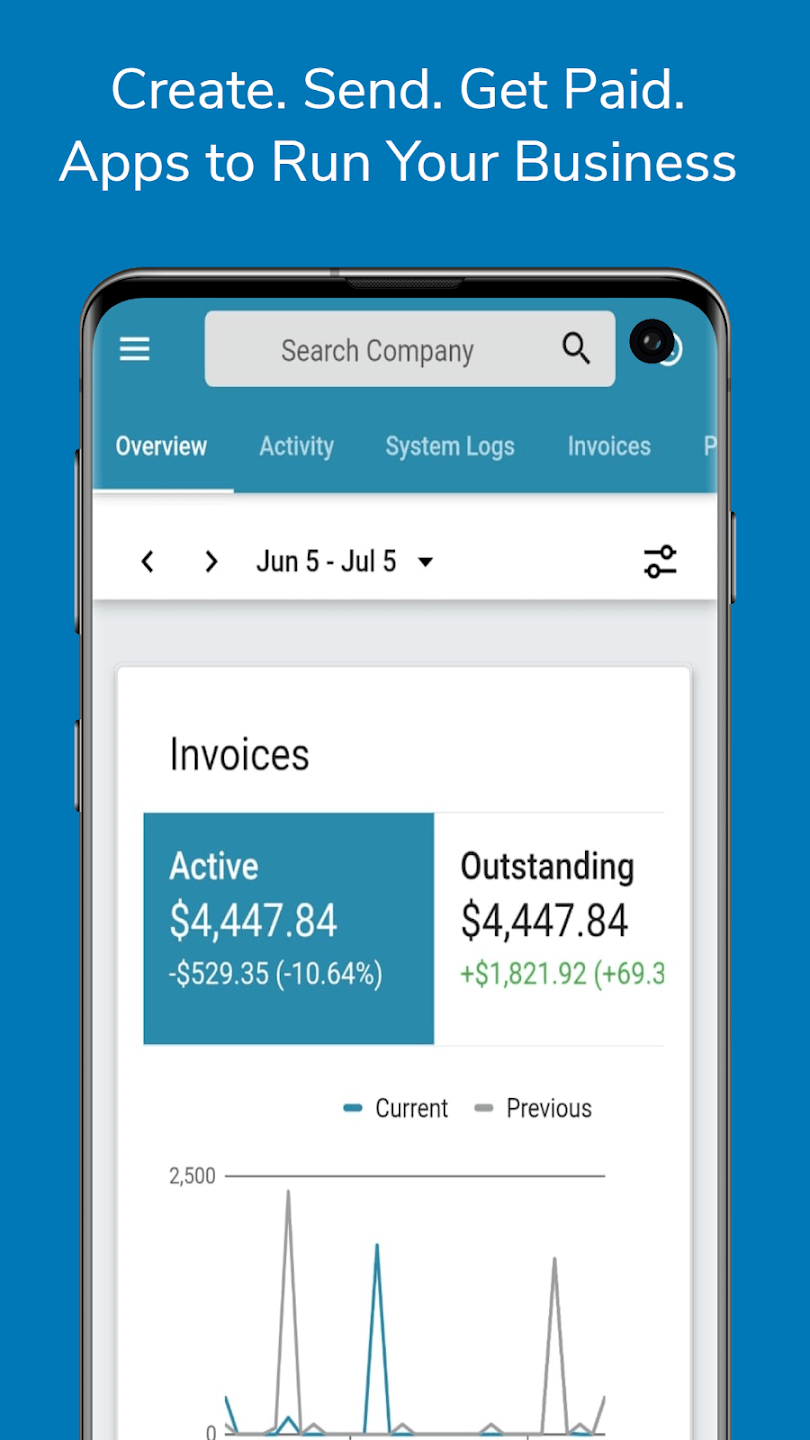 Create. Send. Get Paid.
Apps to Run Your Business
Search Company
Overview Activity System Logs Invoices P
Jun 5 - Jul 5
Invoices
Active Outstanding
$4,447.84 $4,447.84
-$529.35 (-10.64%) +$1,821.92 (+69.3
Current Previous
2,500
0